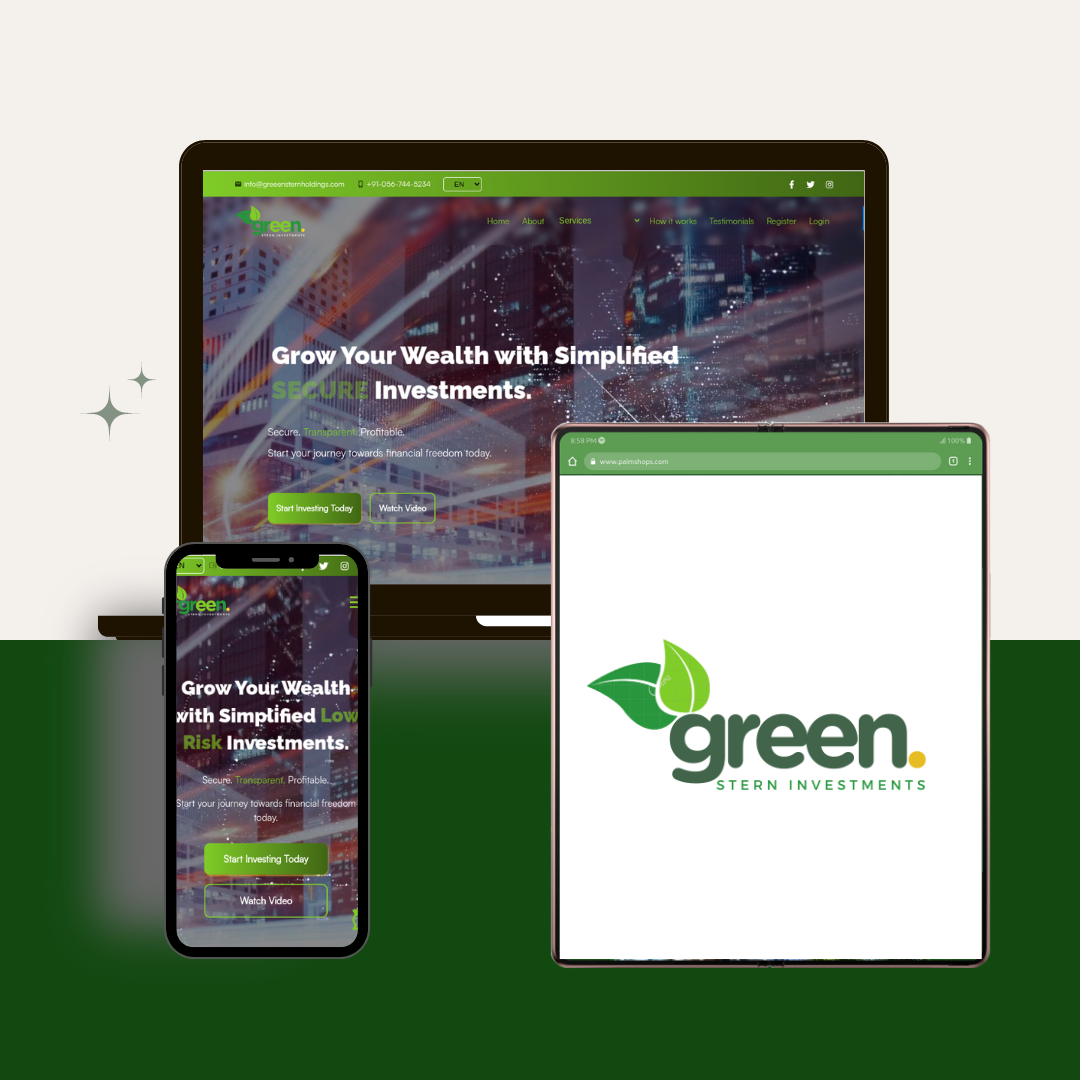 info@greeensternholdings.com +91-056-744-5234 EN
green.
STERN INVESTMENTS
Home About Services How it works Testimonials Register Login
Grow Your Wealth with Simplified
SECURE Investments.
Secure. Transparent. Profitable.
Start your journey towards financial freedom today.
Start Investing Today Watch Video
8:58 PM 100%
www.palmshops.com 1
green.
STERN INVESTMENTS
EN
green.
STERN INVESTMENTS
Grow Your Wealth
with Simplified Low
Risk Investments.
Secure. Transparent. Profitable.
Start your journey towards financial freedom
today.
Start Investing Today
Watch Video